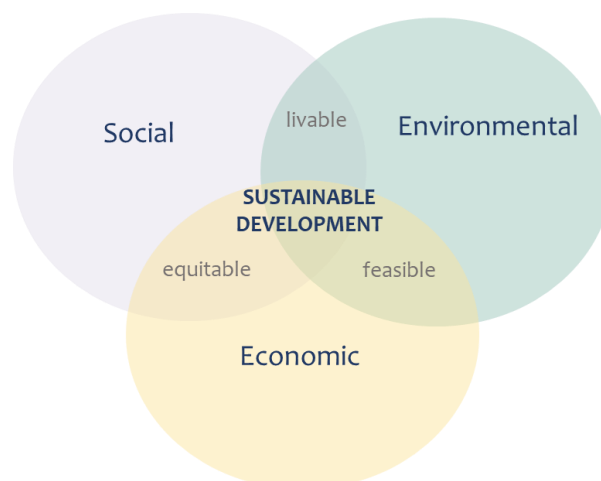 livable
Social
Environmental
SUSTAINABLE
DEVELOPMENT
equitable
feasible
Economic